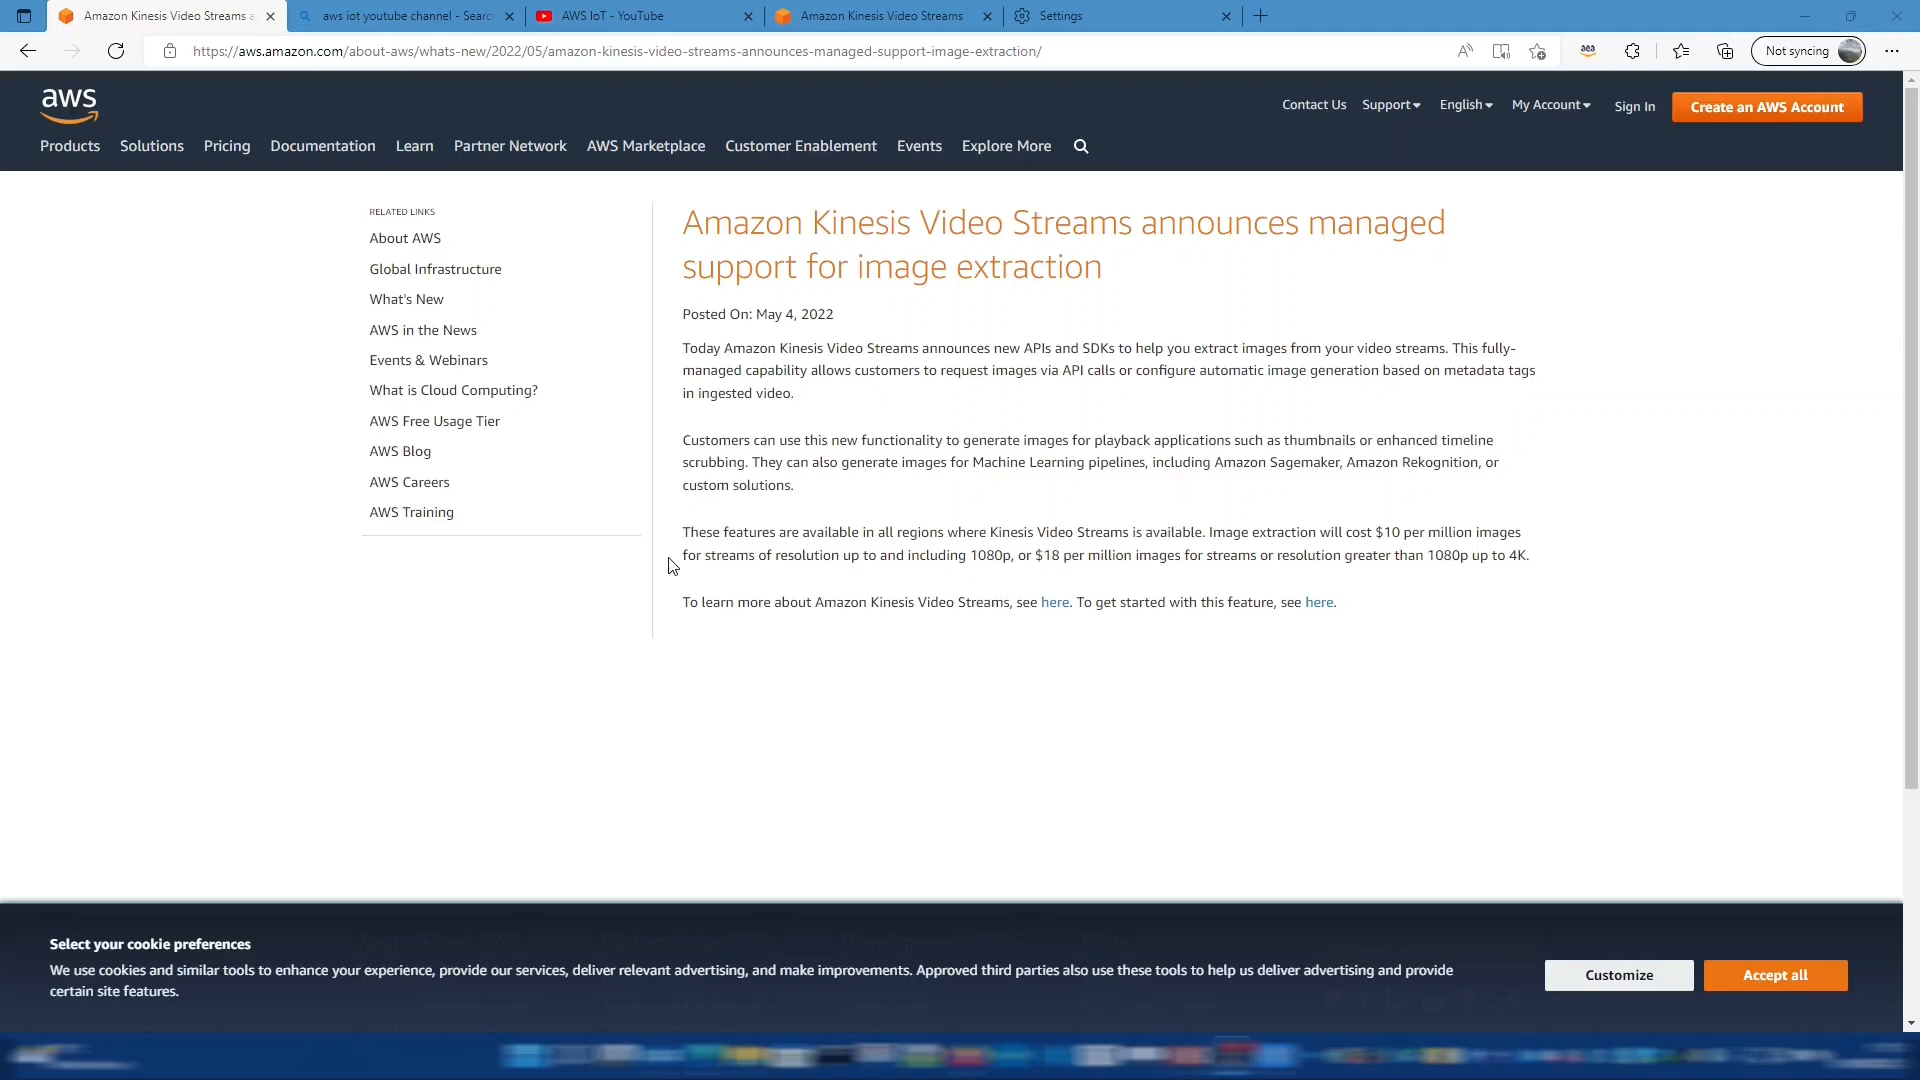 Amazon Kinesis Video Streams a
aws iot youtube channel - Searc
AWS IoT - YouTube
Amazon Kinesis Video Streams
Settings
https://aws.amazon.com/about-aws/whats-new/2022/05/amazon-kinesis-video-streams-announces-managed-support-image-extraction/
Not syncing
aws
Contact Us
Support
English
My Account
Sign In
Create an AWS Account
Products
Solutions
Pricing
Documentation
Learn
Partner Network
AWS Marketplace
Customer Enablement
Events
Explore More
RELATED LINKS
About AWS
Global Infrastructure
What's New
AWS in the News
Events & Webinars
What is Cloud Computing?
AWS Free Usage Tier
AWS Blog
AWS Careers
AWS Training
Amazon Kinesis Video Streams announces managed
support for image extraction
Posted On: May 4, 2022
Today Amazon Kinesis Video Streams announces new APIs and SDKs to help you extract images from your video streams. This fully-
managed capability allows customers to request images via API calls or configure automatic image generation based on metadata tags
in ingested video.
Customers can use this new functionality to generate images for playback applications such as thumbnails or enhanced timeline
scrubbing. They can also generate images for Machine Learning pipelines, including Amazon Sagemaker, Amazon Rekognition, or
custom solutions.
These features are available in all regions where Kinesis Video Streams is available. Image extraction will cost $10 per million images
for streams of resolution up to and including 1080p, or $18 per million images for streams or resolution greater than 1080p up to 4K.
To learn more about Amazon Kinesis Video Streams, see here. To get started with this feature, see here.
Select your cookie preferences
We use cookies and similar tools to enhance your experience, provide our services, deliver relevant advertising, and make improvements. Approved third parties also use these tools to help us deliver advertising and provide
certain site features.
Customize
Accept all